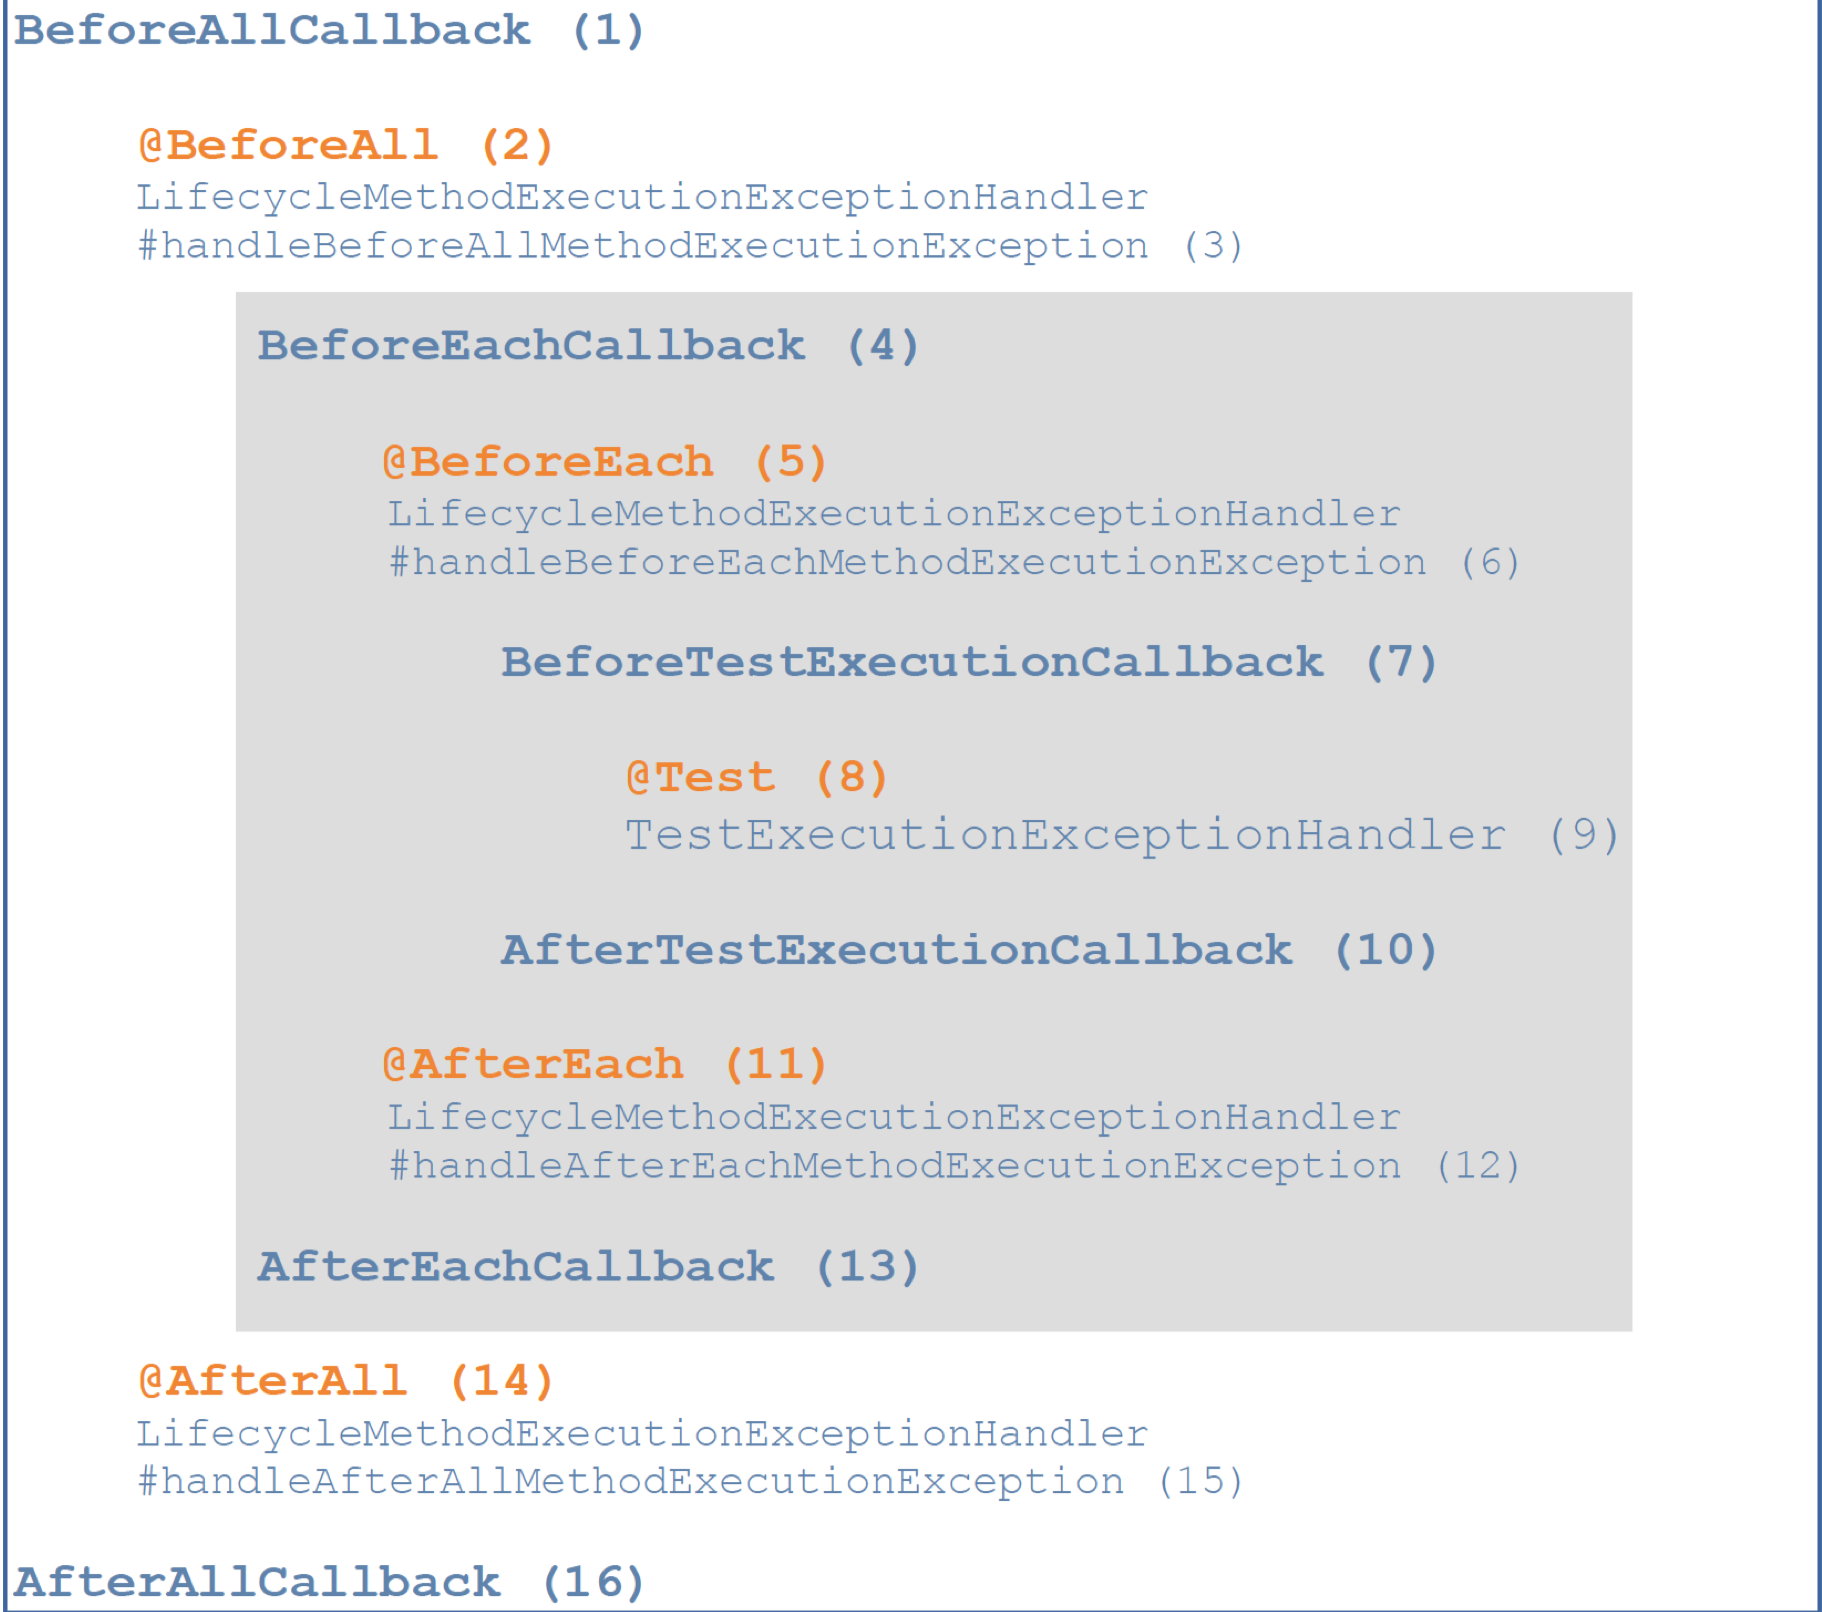 BeforeAllCallback (1)
@BeforeAll (2)
LifecycleMethodExecutionExceptionHandler
#handleBeforeAllMethodExecutionException (3)
BeforeEachCallback (4)
@BeforeEach (5)
LifecycleMethodExecutionExceptionHandler
#handleBeforeEachMethodExecutionException (6)
BeforeTestExecutionCallback (7)
@Test (8)
TestExecutionExceptionHandler (9)
AfterTestExecutionCallback (10)
@AfterEach (11)
LifecycleMethodExecutionExceptionHandler
#handleAfterEachMethodExecutionException (12)
AfterEachCallback (13)
@AfterAll (14)
LifecycleMethodExecutionExceptionHandler
#handleAfterAllMethodExecutionException (15)
AfterAllCallback (16)